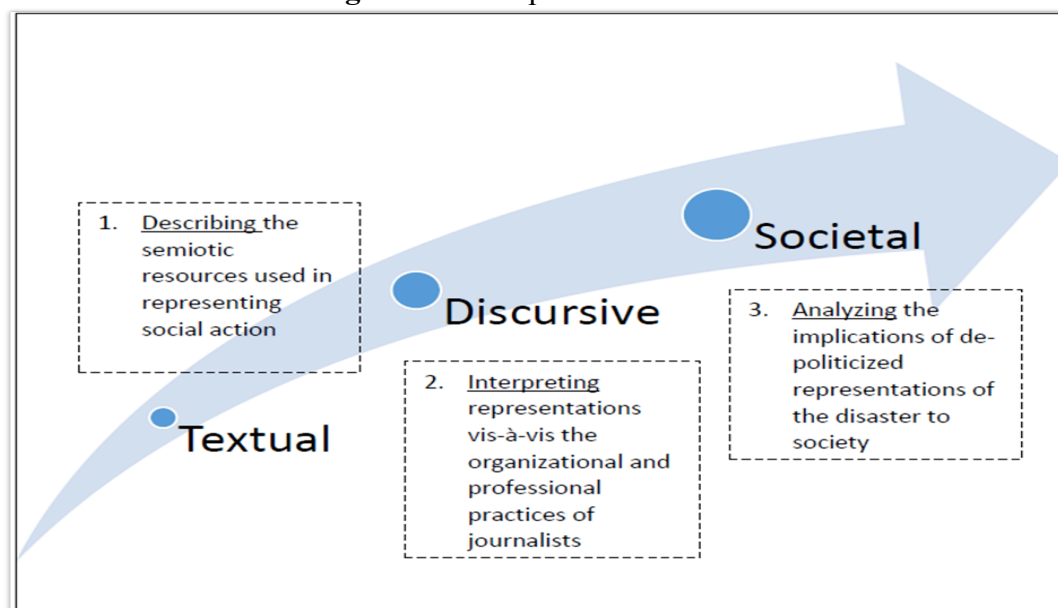 1. Describing the
semiotic
resources used in
representing
social action
Textual
Discursive
2. Interpreting
representations
vis-à-vis the
organizational and
professional
practices of
journalists
Societal
3. Analyzing the
implications of de-
politicized
representations of
the disaster to
society